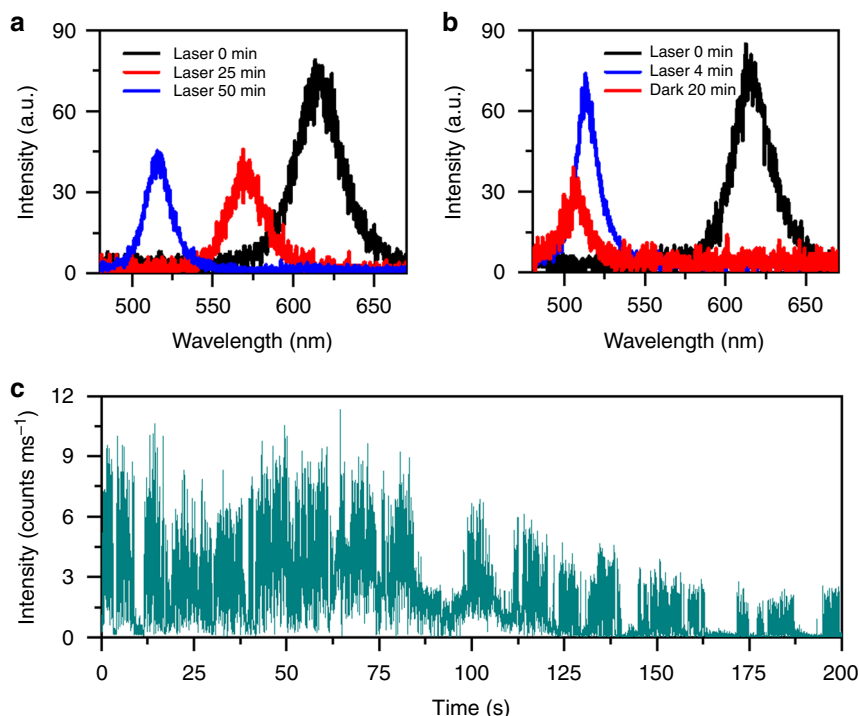 a
90
60
30
0
Intensity (a.u.)
Laser 0 min
Laser 25 min
Laser 50 min
500 550 600 650
Wavelength (nm)
b
90
60
30
0
Intensity (a.u.)
Laser 0 min
Laser 4 min
Dark 20 min
500 550 600 650
Wavelength (nm)
c
12
9
6
3
0
Intensity (counts ms⁻¹)
0 25 50 75 100 125 150 175 200
Time (s)